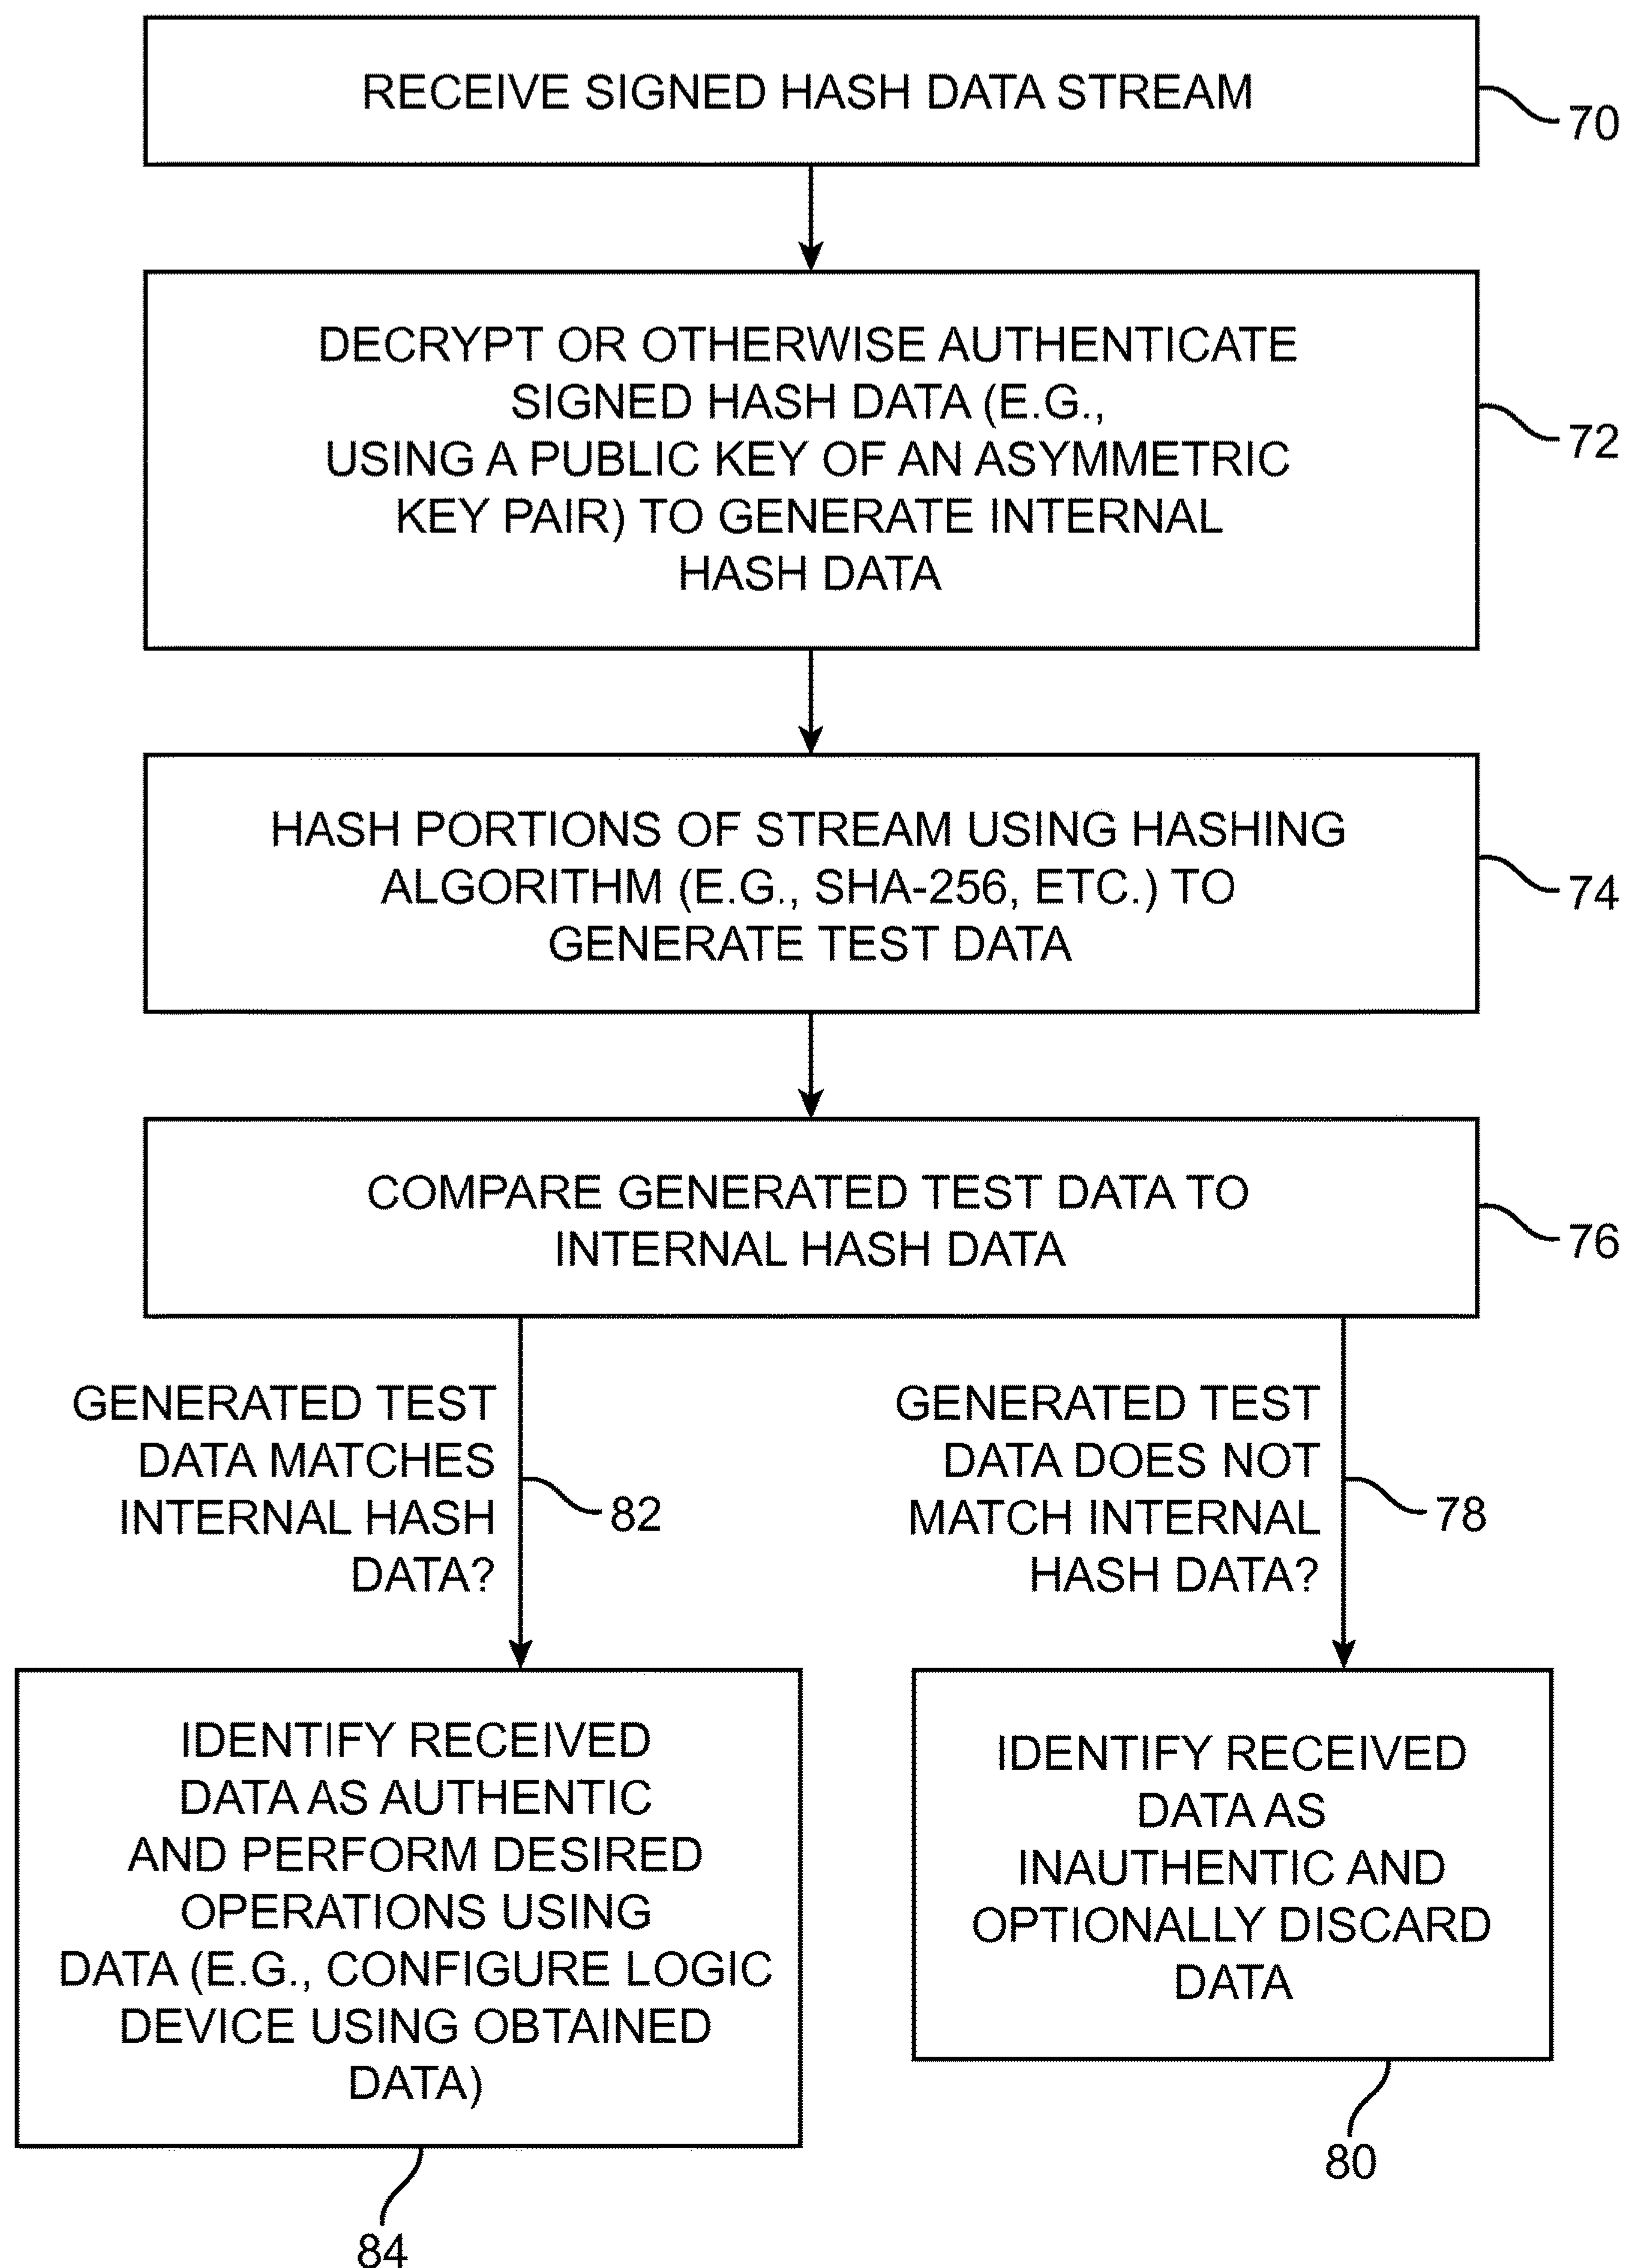 RECEIVE SIGNED HASH DATA STREAM
70
DECRYPT OR OTHERWISE AUTHENTICATE
SIGNED HASH DATA (E.G.,
USING A PUBLIC KEY OF AN ASYMMETRIC
KEY PAIR) TO GENERATE INTERNAL
HASH DATA
72
HASH PORTIONS OF STREAM USING HASHING
ALGORITHM (E.G., SHA-256, ETC.) TO
GENERATE TEST DATA
74
COMPARE GENERATED TEST DATA TO
INTERNAL HASH DATA
76
GENERATED TEST
DATA MATCHES
INTERNAL HASH
DATA?
82
GENERATED TEST
DATA DOES NOT
MATCH INTERNAL
HASH DATA?
78
IDENTIFY RECEIVED
DATA AS AUTHENTIC
AND PERFORM DESIRED
OPERATIONS USING
DATA (E.G., CONFIGURE LOGIC
DEVICE USING OBTAINED
DATA)
84
IDENTIFY RECEIVED
DATA AS
INAUTHENTIC AND
OPTIONALLY DISCARD
DATA
80